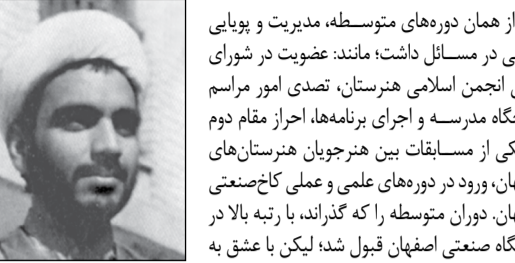 از همان دوره‌های متوسـطه، مدیریت و پویایی
ی در مسـائل داشت؛ مانند: عضویت در شورای
انجمن اسلامی هنرستان، تصدی امور مراسم
گاه مدرسـه و اجرای برنامه‌ها، احراز مقام دوم
کی از مسـابقات بین هنرجویان هنرستان‌های
هان، ورود در دوره‌های علمی و عملی کاخ‌صنعتی
هان. دوران متوسطه را که گذراند، با رتبه بالا در
گاه صنعتی اصفهان قبول شد؛ لیکن با عشق به